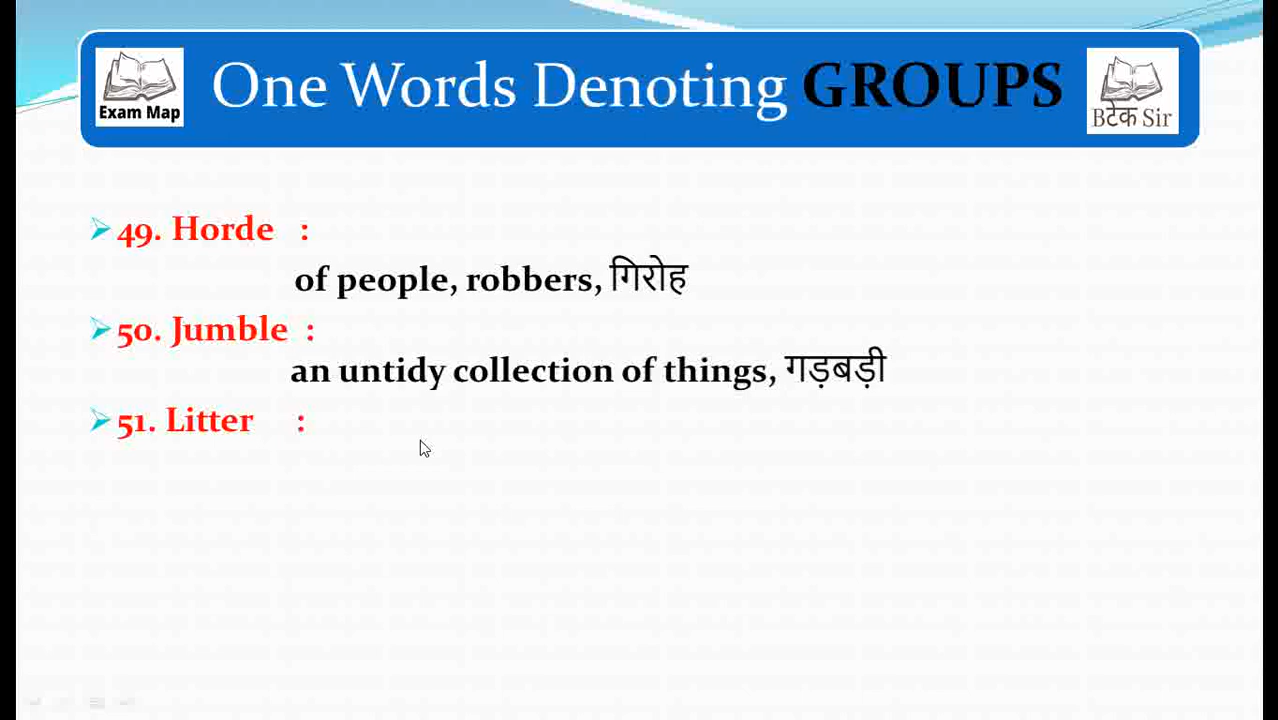 Exam Map
One Words Denoting GROUPS
Bटेक Sir
49. Horde :
of people, robbers, गिरोह
50. Jumble :
an untidy collection of things, गड़बड़ी
51. Litter :